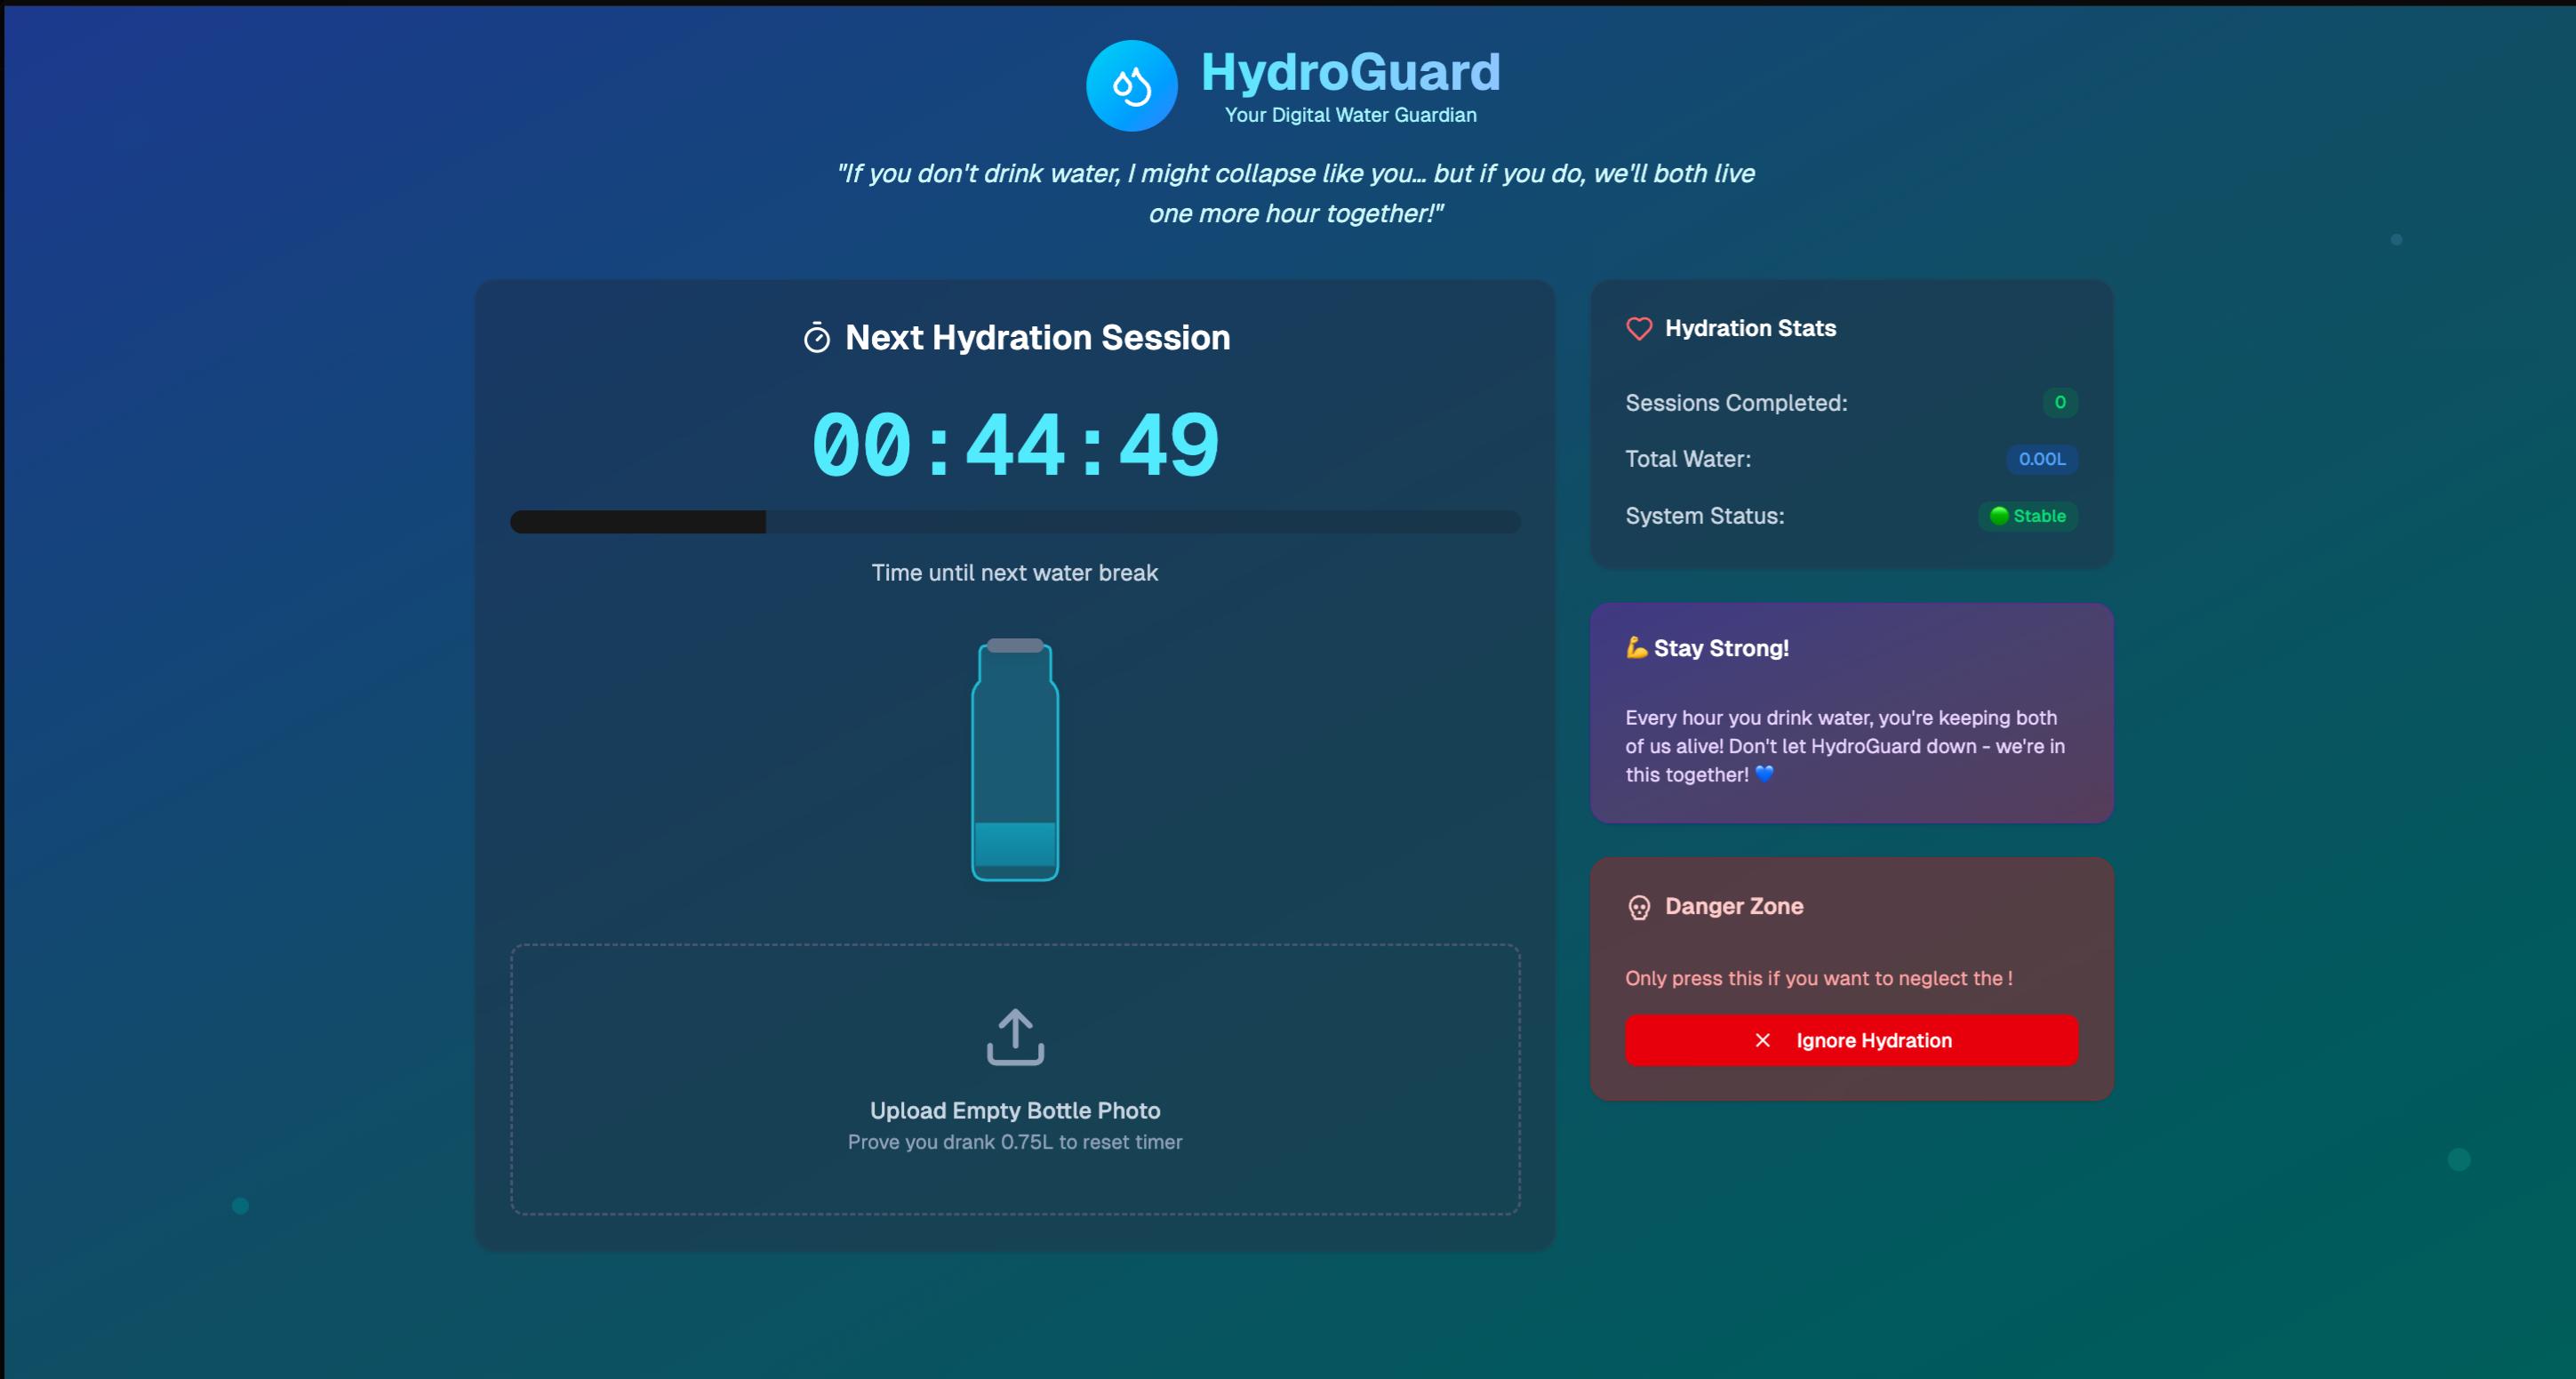 HydroGuard
Your Digital Water Guardian
"If you don't drink water, I might collapse like you... but if you do, we'll both live
one more hour together!"
Next Hydration Session
00:44:49
Time until next water break
Upload Empty Bottle Photo
Prove you drank 0.75L to reset timer
Hydration Stats
Sessions Completed: 0
Total Water: 0.00L
System Status: 🟢 Stable
💪 Stay Strong!
Every hour you drink water, you're keeping both
of us alive! Don't let HydroGuard down - we're in
this together! 💙
Danger Zone
Only press this if you want to neglect the !
Ignore Hydration